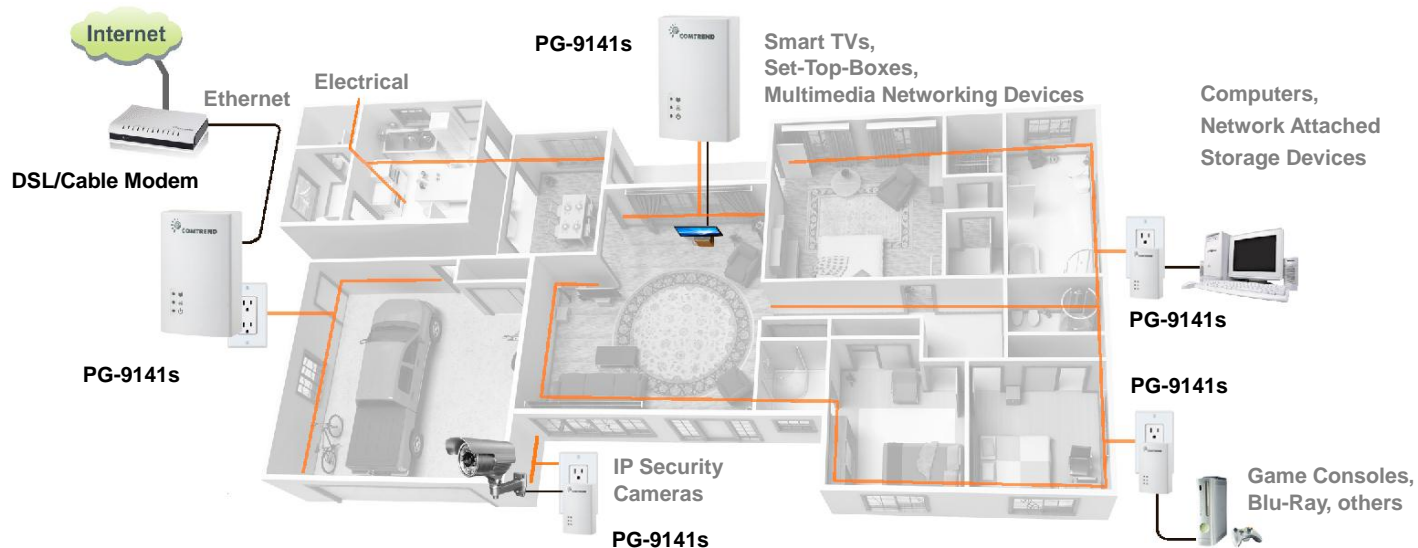 Internet
Ethernet
DSL/Cable Modem
COMTREND
PG-9141s
Electrical
PG-9141s
COMTREND
Smart TVs,
Set-Top-Boxes,
Multimedia Networking Devices
Computers,
Network Attached
Storage Devices
PG-9141s
PG-9141s
Game Consoles,
Blu-Ray, others
IP Security
Cameras
PG-9141s